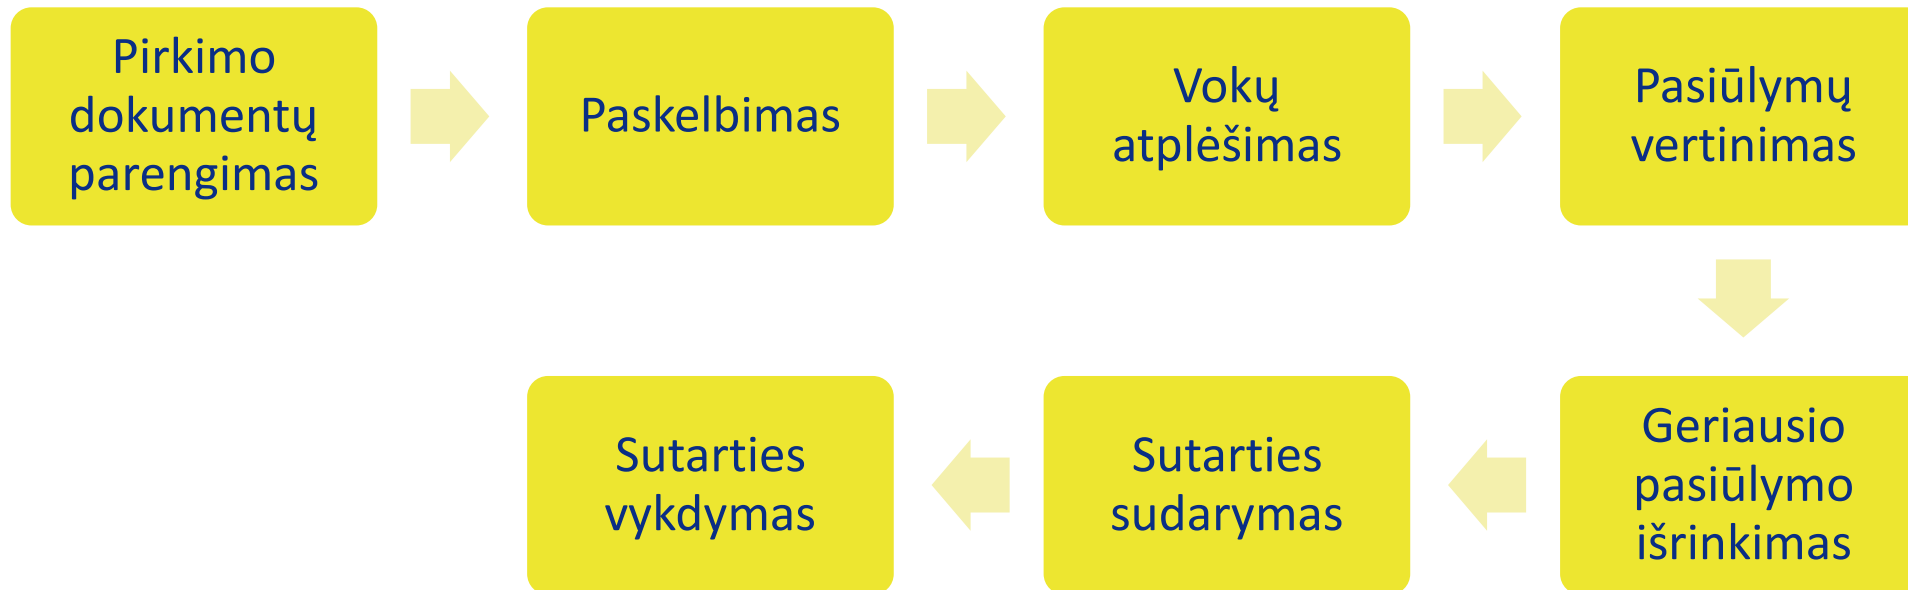 Pirkimo
dokumentų
parengimas
Paskelbimas
Vokų
atplėšimas
Pasiūlymų
vertinimas
Geriausio
pasiūlymo
išrinkimas
Sutarties
sudarymas
Sutarties
vykdymas